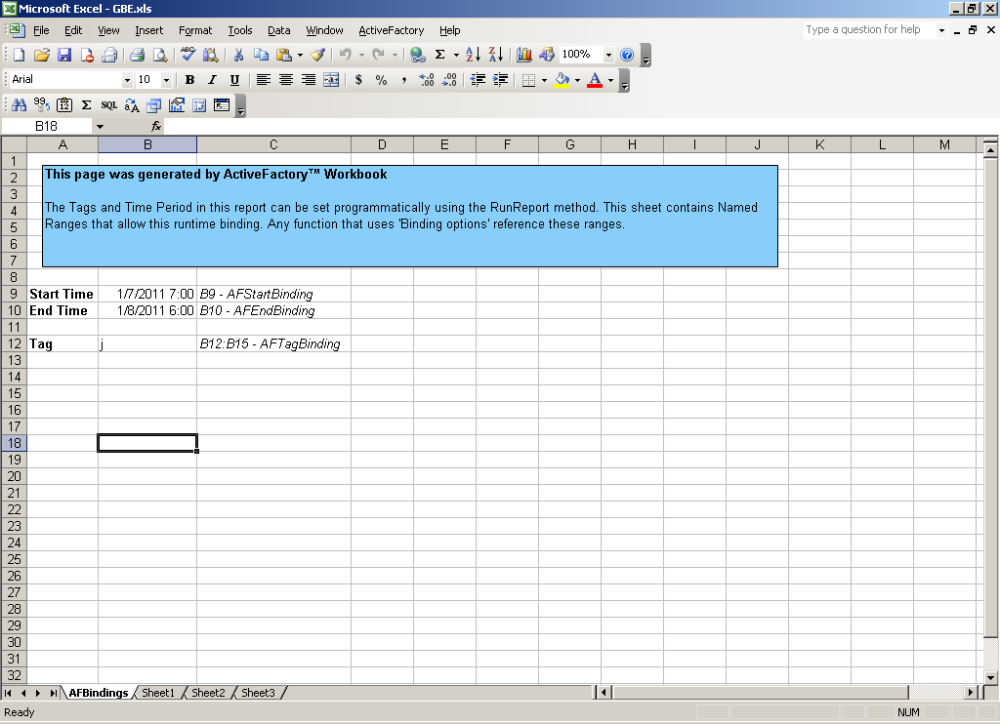 Microsoft Excel - GBE.xls
File Edit View Insert Format Tools Data Window ActiveFactory Help
Type a question for help
100%
Arial 10 B I U $ % ,
SQL
B18 fx
A B C D E F G H I J K L M
1
2
3
4
5
6
7
This page was generated by ActiveFactory™ Workbook
The Tags and Time Period in this report can be set programmatically using the RunReport method. This sheet contains Named
Ranges that allow this runtime binding. Any function that uses 'Binding options' reference these ranges.
8
9 Start Time 1/7/2011 7:00 B9 - AFStartBinding
10 End Time 1/8/2011 6:00 B10 - AFEndBinding
11
12 Tag j B12:B15 - AFTagBinding
13
14
15
16
17
18
19
20
21
22
23
24
25
26
27
28
29
30
31
32
AFBindings Sheet1 Sheet2 Sheet3
Ready NUM